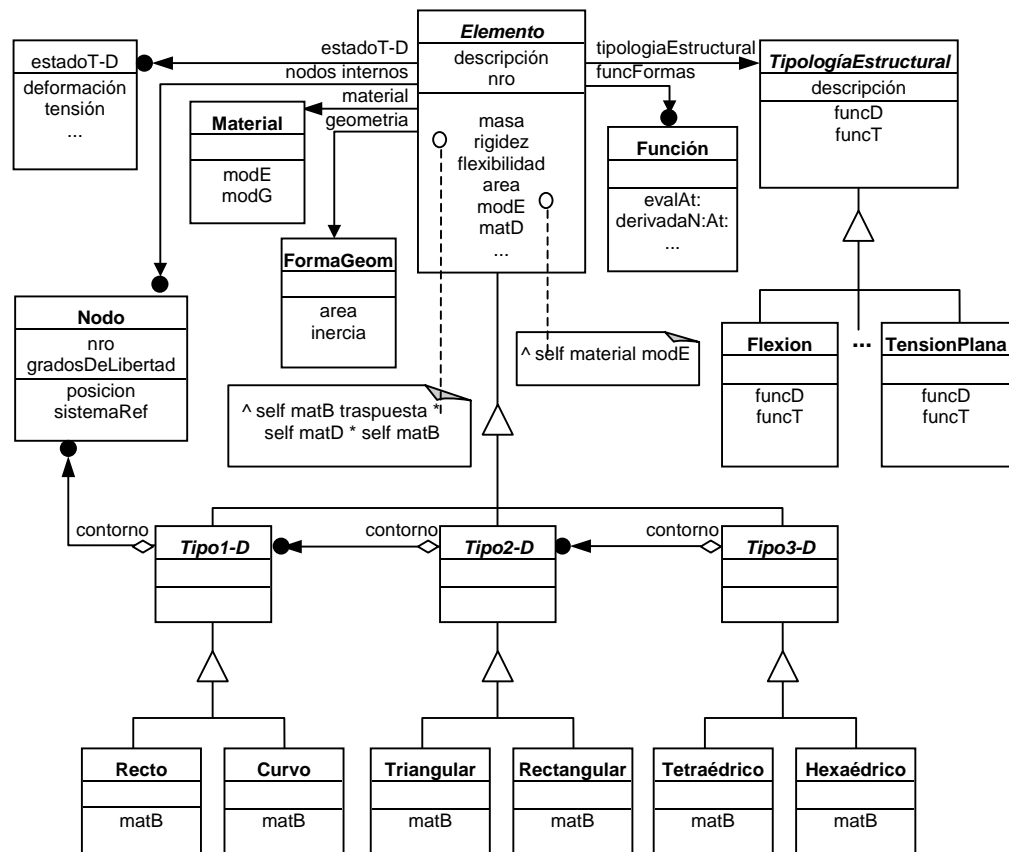 Elemento
descripción
nro
masa
rigidez
flexibilidad
area
modE
matD
...
estadoT-D
nodos internos
material
geometria
tipologiaEstructural
funcFormas
estadoT-D
deformación
tensión
...
Material
modE
modG
FormaGeom
area
inercia
Función
evalAt:
derivadaN:At:
...
TipologíaEstructural
descripción
funcD
funcT
Nodo
nro
gradosDeLibertad
posicion
sistemaRef
^ self matB traspuesta *
self matD * self matB
^ self material modE
Flexion
funcD
funcT
...
TensionPlana
funcD
funcT
contorno
Tipo1-D
contorno
Tipo2-D
contorno
Tipo3-D
Recto
matB
Curvo
matB
Triangular
matB
Rectangular
matB
Tetraédrico
matB
Hexaédrico
matB